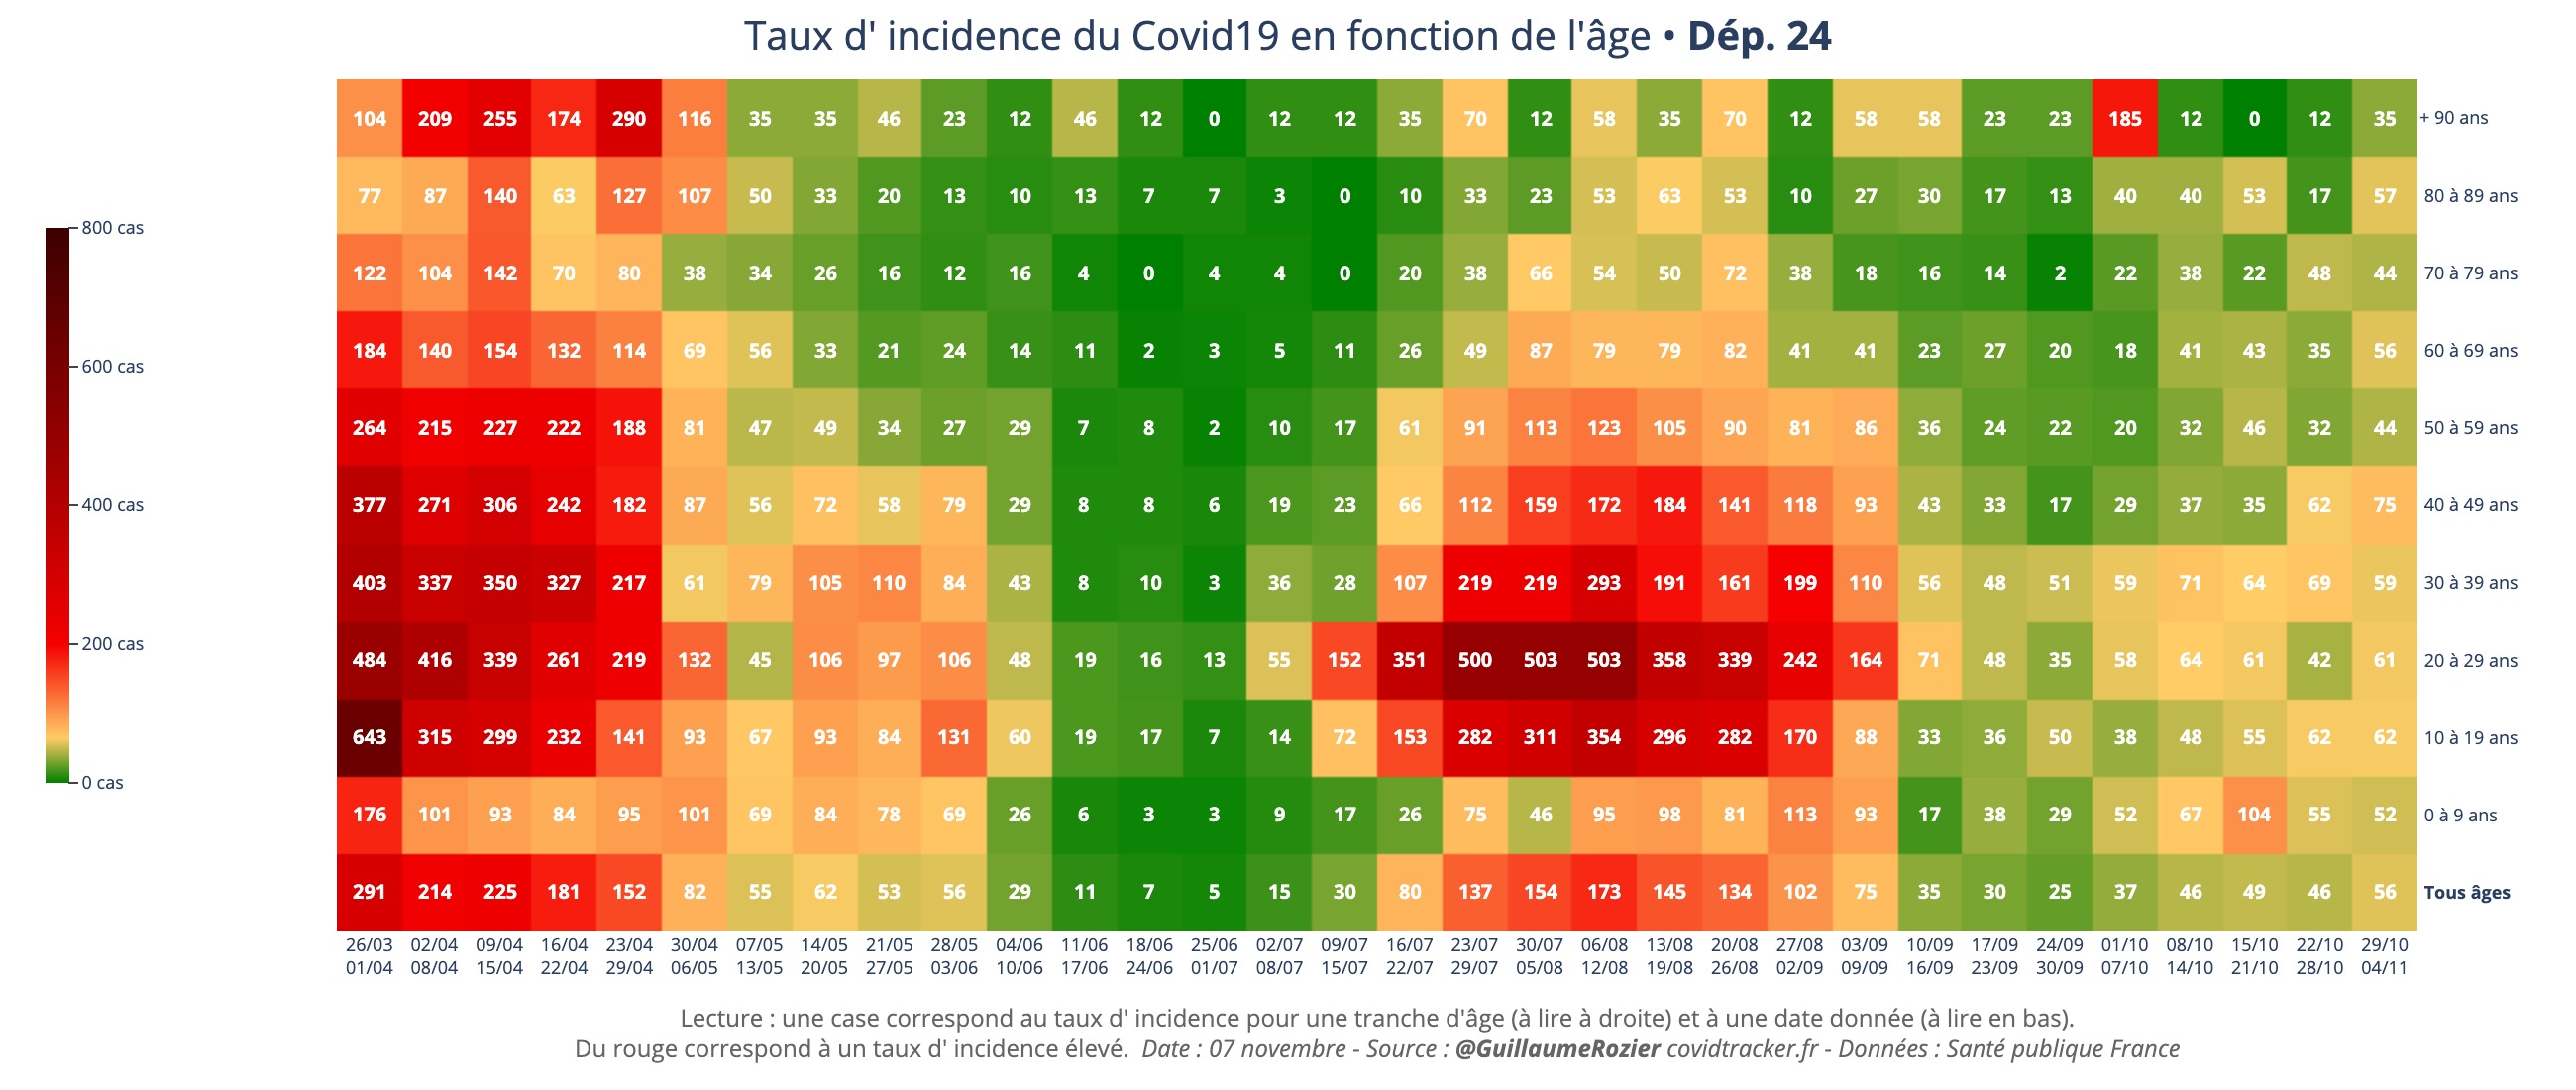 Taux d' incidence du Covid19 en fonction de l'âge • Dép. 24
800 cas
600 cas
400 cas
200 cas
0 cas
104 209 255 174 290 116 35 35 46 23 12 46 12 0 12 12 35 70 12 58 35 70 12 58 58 23 23 185 12 0 12 35 + 90 ans
77 87 140 63 127 107 50 33 20 13 10 13 7 7 3 0 10 33 23 53 63 53 10 27 30 17 13 40 40 53 17 57 80 à 89 ans
122 104 142 70 80 38 34 26 16 12 16 4 0 4 4 0 20 38 66 54 50 72 38 18 16 14 2 22 38 22 48 44 70 à 79 ans
184 140 154 132 114 69 56 33 21 24 14 11 2 3 5 11 26 49 87 79 79 82 41 41 23 27 20 18 41 43 35 56 60 à 69 ans
264 215 227 222 188 81 47 49 34 27 29 7 8 2 10 17 61 91 113 123 105 90 81 86 36 24 22 20 32 46 32 44 50 à 59 ans
377 271 306 242 182 87 56 72 58 79 29 8 8 6 19 23 66 112 159 172 184 141 118 93 43 33 17 29 37 35 62 75 40 à 49 ans
403 337 350 327 217 61 79 105 110 84 43 8 10 3 36 28 107 219 219 293 191 161 199 110 56 48 51 59 71 64 69 59 30 à 39 ans
484 416 339 261 219 132 45 106 97 106 48 19 16 13 55 152 351 500 503 503 358 339 242 164 71 48 35 58 64 61 42 61 20 à 29 ans
643 315 299 232 141 93 67 93 84 131 60 19 17 7 14 72 153 282 311 354 296 282 170 88 33 36 50 38 48 55 62 62 10 à 19 ans
176 101 93 84 95 101 69 84 78 69 26 6 3 3 9 17 26 75 46 95 98 81 113 93 17 38 29 52 67 104 55 52 0 à 9 ans
291 214 225 181 152 82 55 62 53 56 29 11 7 5 15 30 80 137 154 173 145 134 102 75 35 30 25 37 46 49 46 56 Tous âges
26/03 02/04 09/04 16/04 23/04 30/04 07/05 14/05 21/05 28/05 04/06 11/06 18/06 25/06 02/07 09/07 16/07 23/07 30/07 06/08 13/08 20/08 27/08 03/09 10/09 17/09 24/09 01/10 08/10 15/10 22/10 29/10
01/04 08/04 15/04 22/04 29/04 06/05 13/05 20/05 27/05 03/06 10/06 17/06 24/06 01/07 08/07 15/07 22/07 29/07 05/08 12/08 19/08 26/08 02/09 09/09 16/09 23/09 30/09 07/10 14/10 21/10 28/10 04/11
Lecture : une case correspond au taux d' incidence pour une tranche d'âge (à lire à droite) et à une date donnée (à lire en bas).
Du rouge correspond à un taux d' incidence élevé. Date : 07 novembre - Source : @GuillaumeRozier covidtracker.fr - Données : Santé publique France